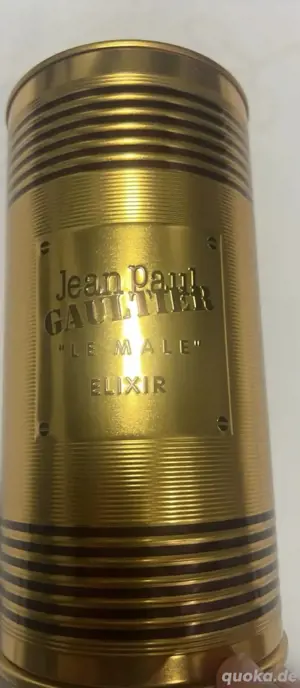 Jean Paul
GAULTIER
"LE MALE"
ELIXIR
quoka.de